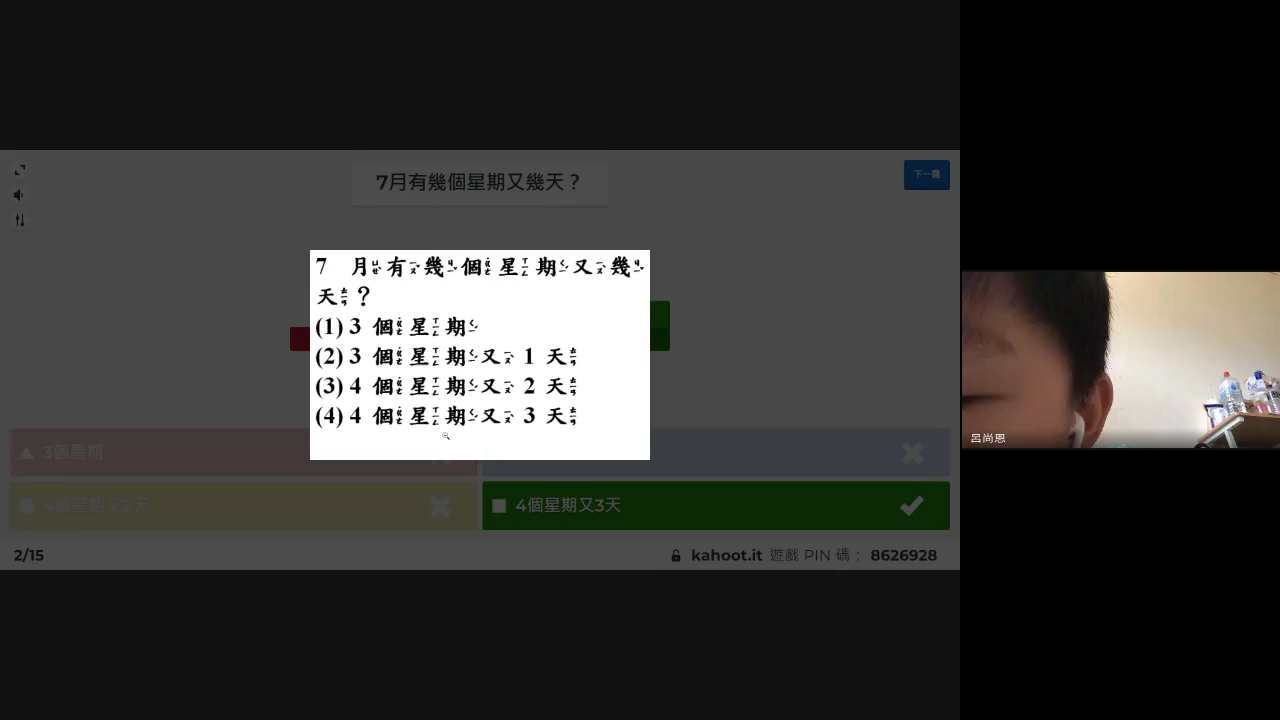 7月有幾個星期又幾天？
下一題
7 月有幾個星期又幾
天？
(1) 3 個星期
(2) 3 個星期又 1 天
(3) 4 個星期又 2 天
(4) 4 個星期又 3 天
3個星期
4個星期又2天
4個星期又3天
2/15
kahoot.it 遊戲 PIN 碼： 8626928
呂尚恩